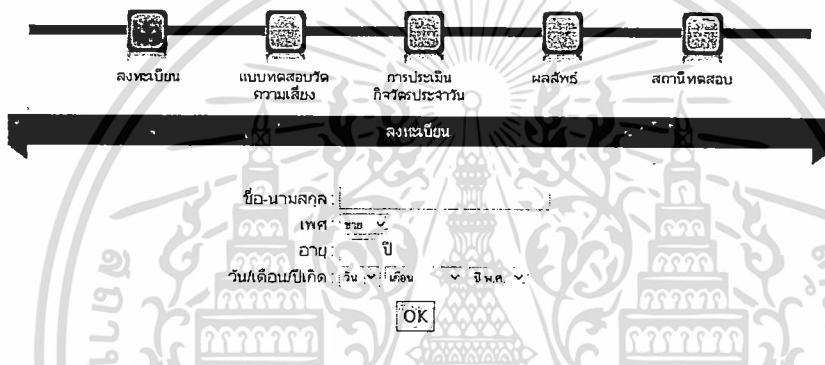 ลงทะเบียน
แบบทดสอบวัด
ความเสี่ยง
การประเมิน
กิจวัตรประจำวัน
ผลลัพธ์
สถานีทดสอบ
ลงทะเบียน
ชื่อ-นามสกุล :
เพศ : ชาย
อายุ : ปี
วัน/เดือน/ปีเกิด : วัน เดือน ปี พ.ศ.
OK